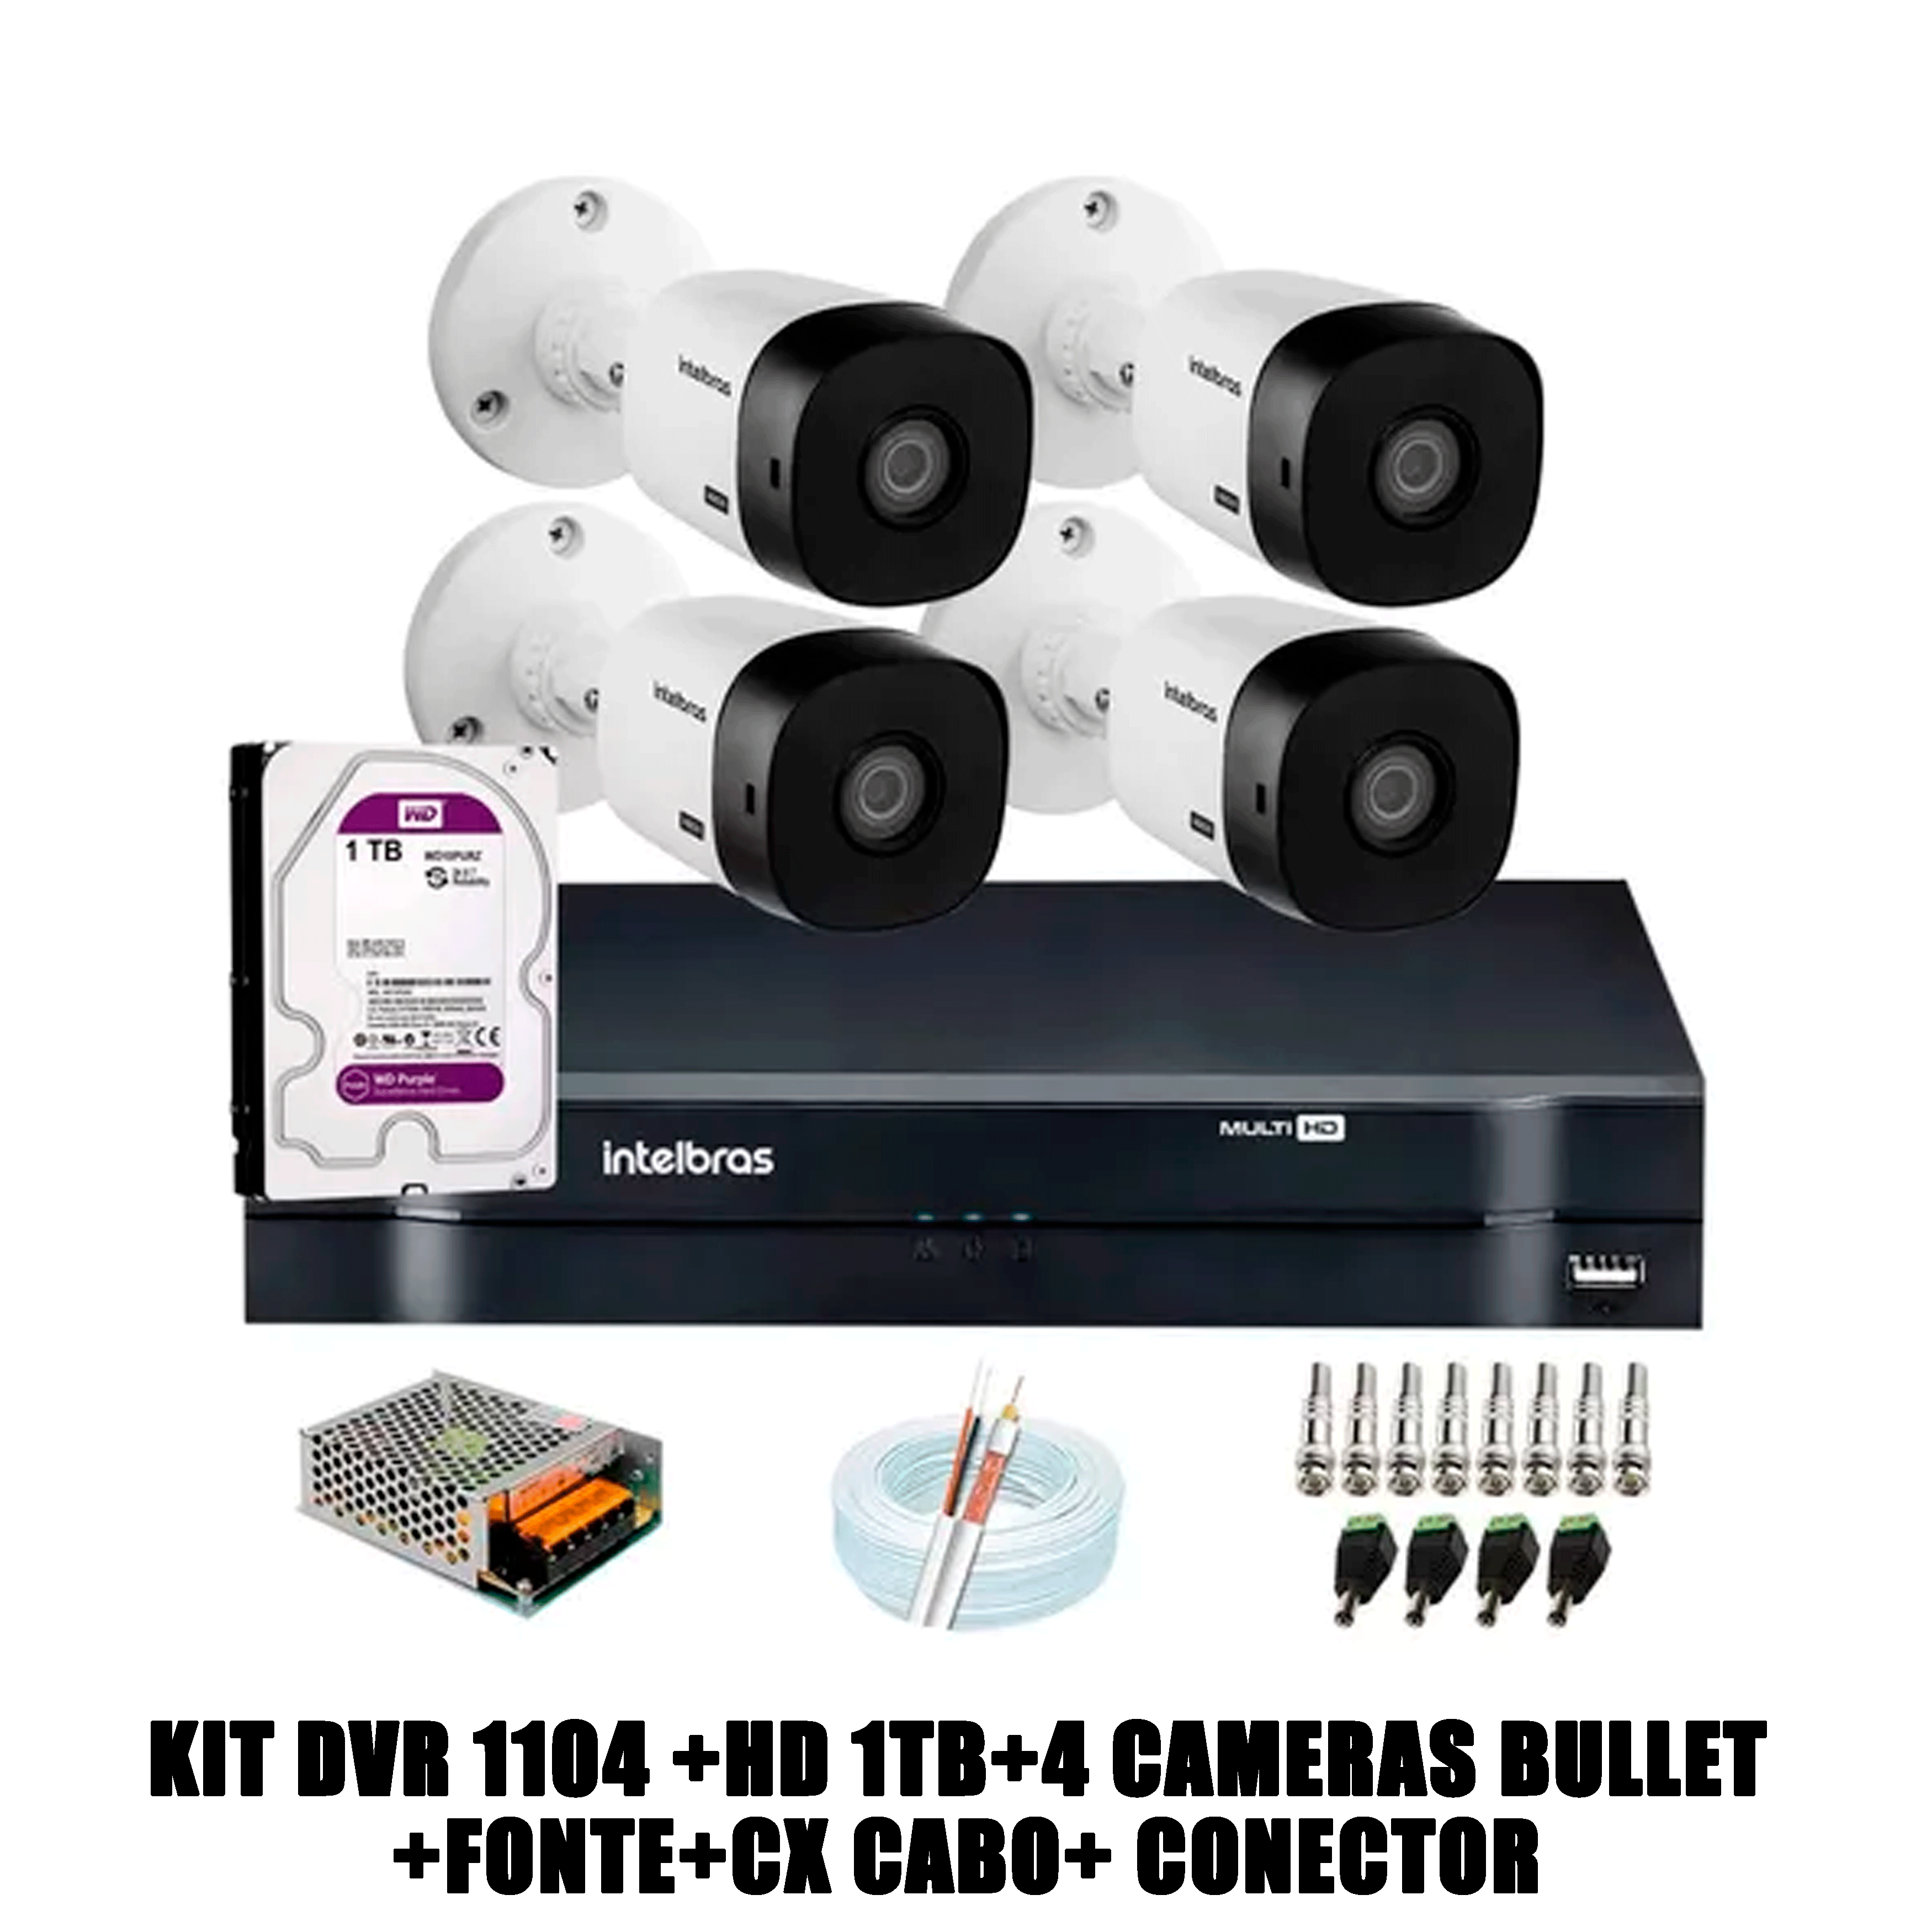 intelbras
intelbras
intelbras
intelbras
WD
1 TB
WD10PURZ
WD Purple
MULTI HD
intelbras
KIT DVR 1104 +HD 1TB+4 CAMERAS BULLET
+FONTE+CX CABO+ CONECTOR